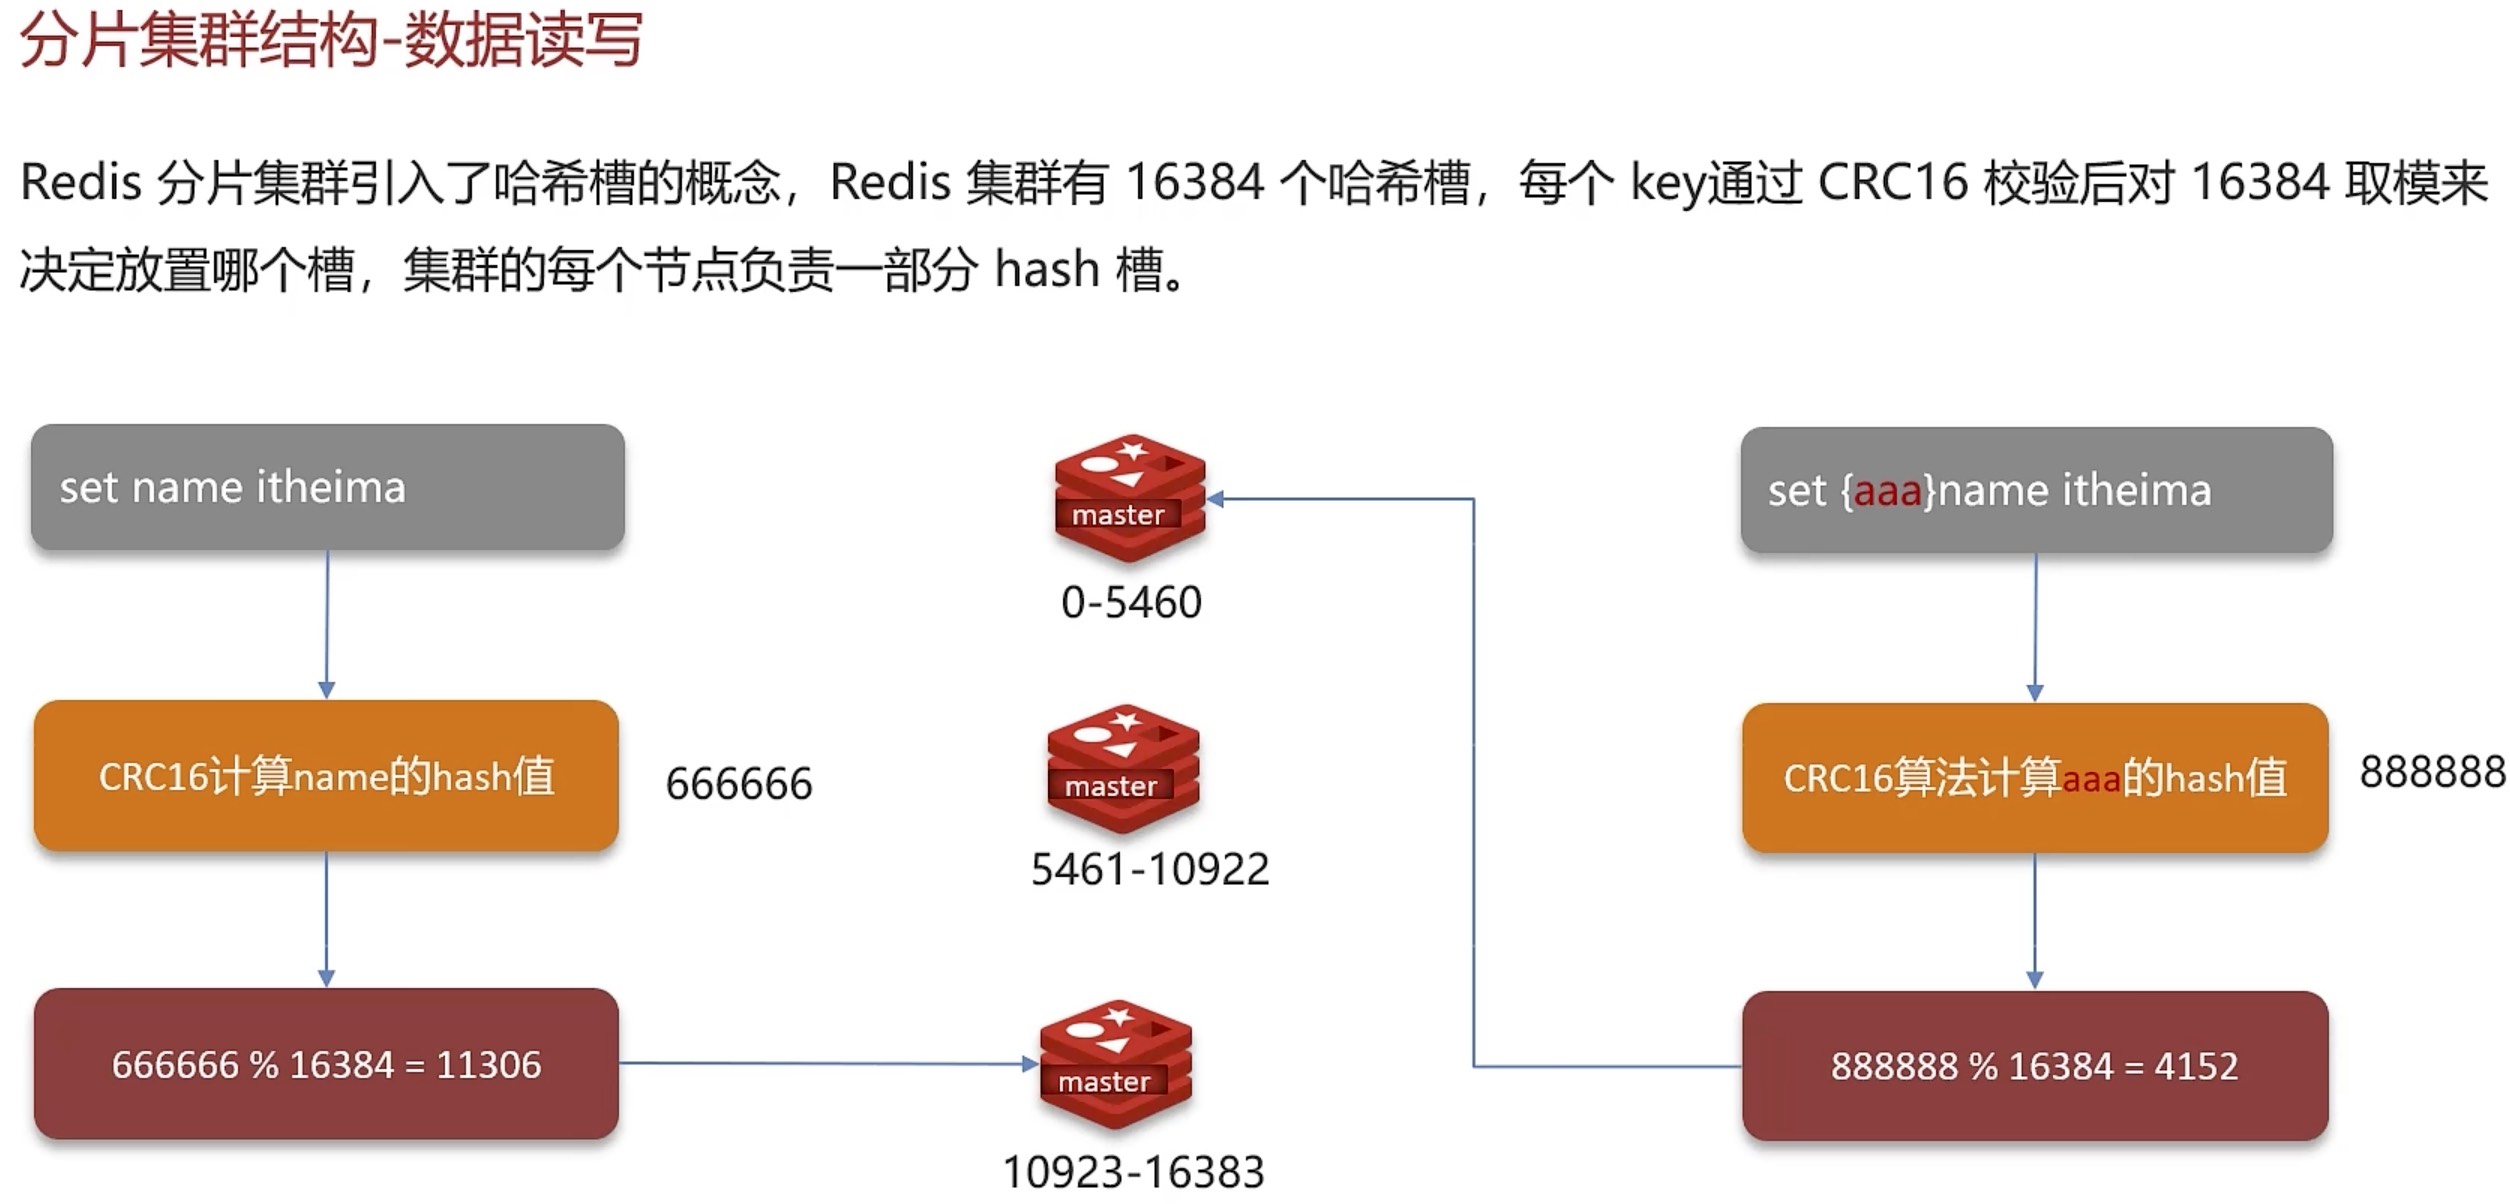 分片集群结构-数据读写
Redis 分片集群引入了哈希槽的概念，Redis 集群有 16384 个哈希槽，每个 key通过 CRC16 校验后对 16384 取模来
决定放置哪个槽，集群的每个节点负责一部分 hash 槽。
set name itheima
CRC16计算name的hash值
666666
666666 % 16384 = 11306
master
0-5460
master
5461-10922
master
10923-16383
set {aaa}name itheima
CRC16算法计算aaa的hash值
888888
888888 % 16384 = 4152